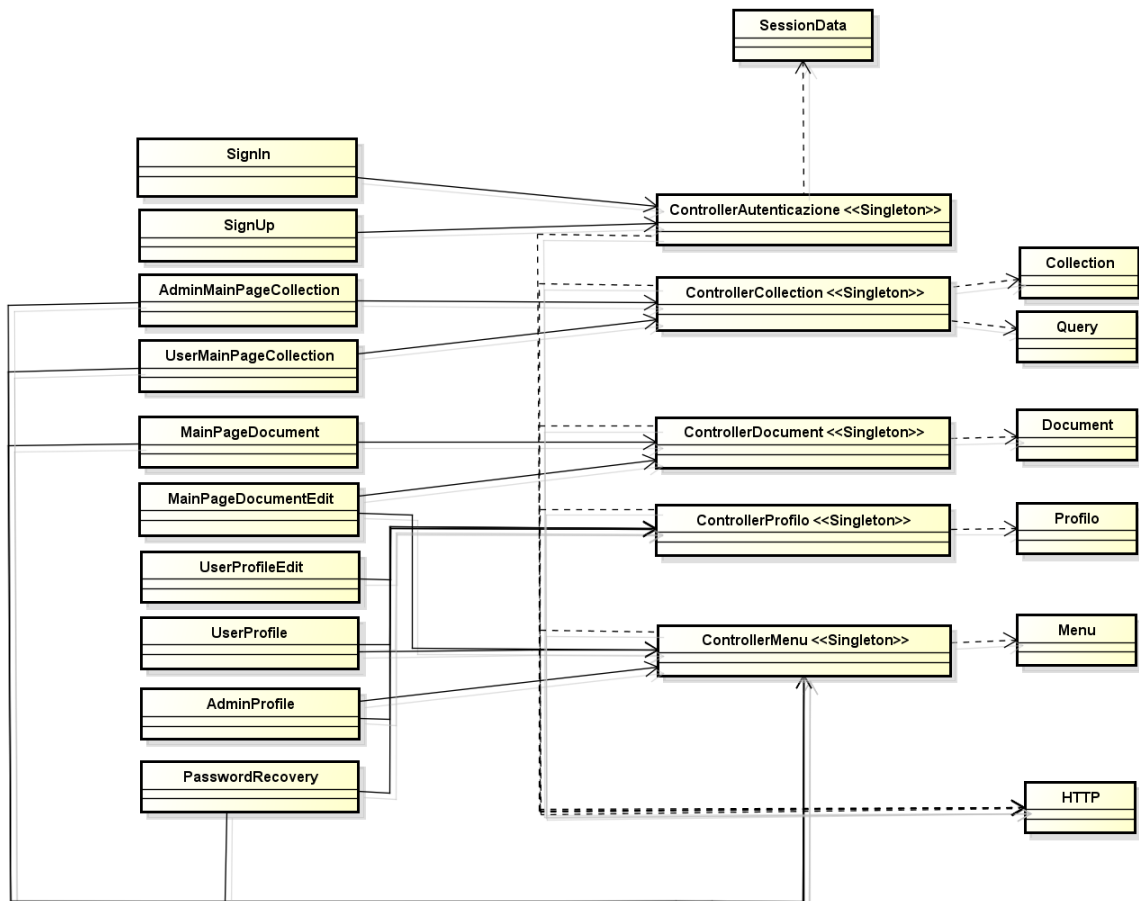 SessionData
SignIn
ControllerAutenticazione <<Singleton>>
SignUp
Collection
AdminMainPageCollection
ControllerCollection <<Singleton>>
Query
UserMainPageCollection
MainPageDocument
ControllerDocument <<Singleton>>
Document
MainPageDocumentEdit
ControllerProfilo <<Singleton>>
Profilo
UserProfileEdit
UserProfile
ControllerMenu <<Singleton>>
Menu
AdminProfile
PasswordRecovery
HTTP